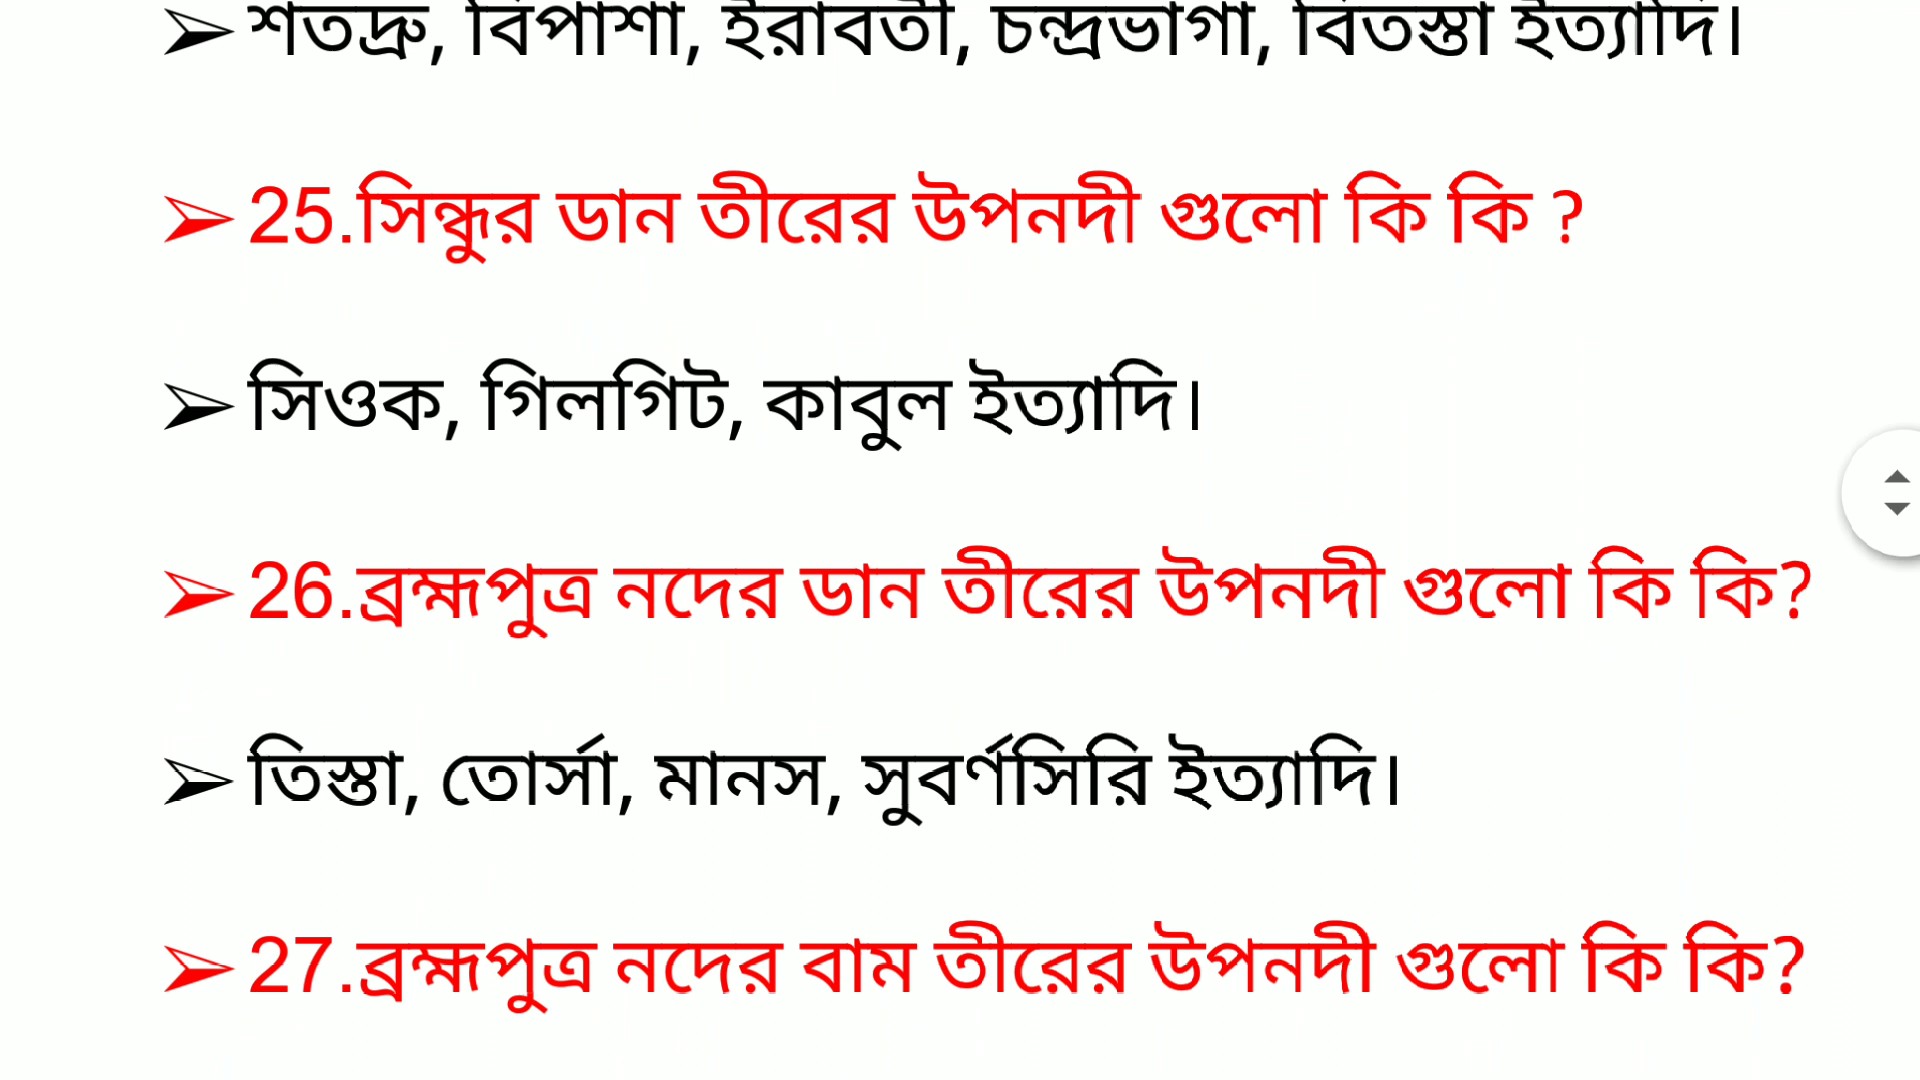 ➢ শতদ্রু, বিপাশা, ইরাবতী, চন্দ্রভাগা, বিতস্তা ইত্যাদি।
➢ 25.সিন্ধুর ডান তীরের উপনদী গুলো কি কি ?
➢ সিওক, গিলগিট, কাবুল ইত্যাদি।
➢ 26.ব্রহ্মপুত্র নদের ডান তীরের উপনদী গুলো কি কি?
➢ তিস্তা, তোর্সা, মানস, সুবর্ণসিরি ইত্যাদি।
➢ 27.ব্রহ্মপুত্র নদের বাম তীরের উপনদী গুলো কি কি?